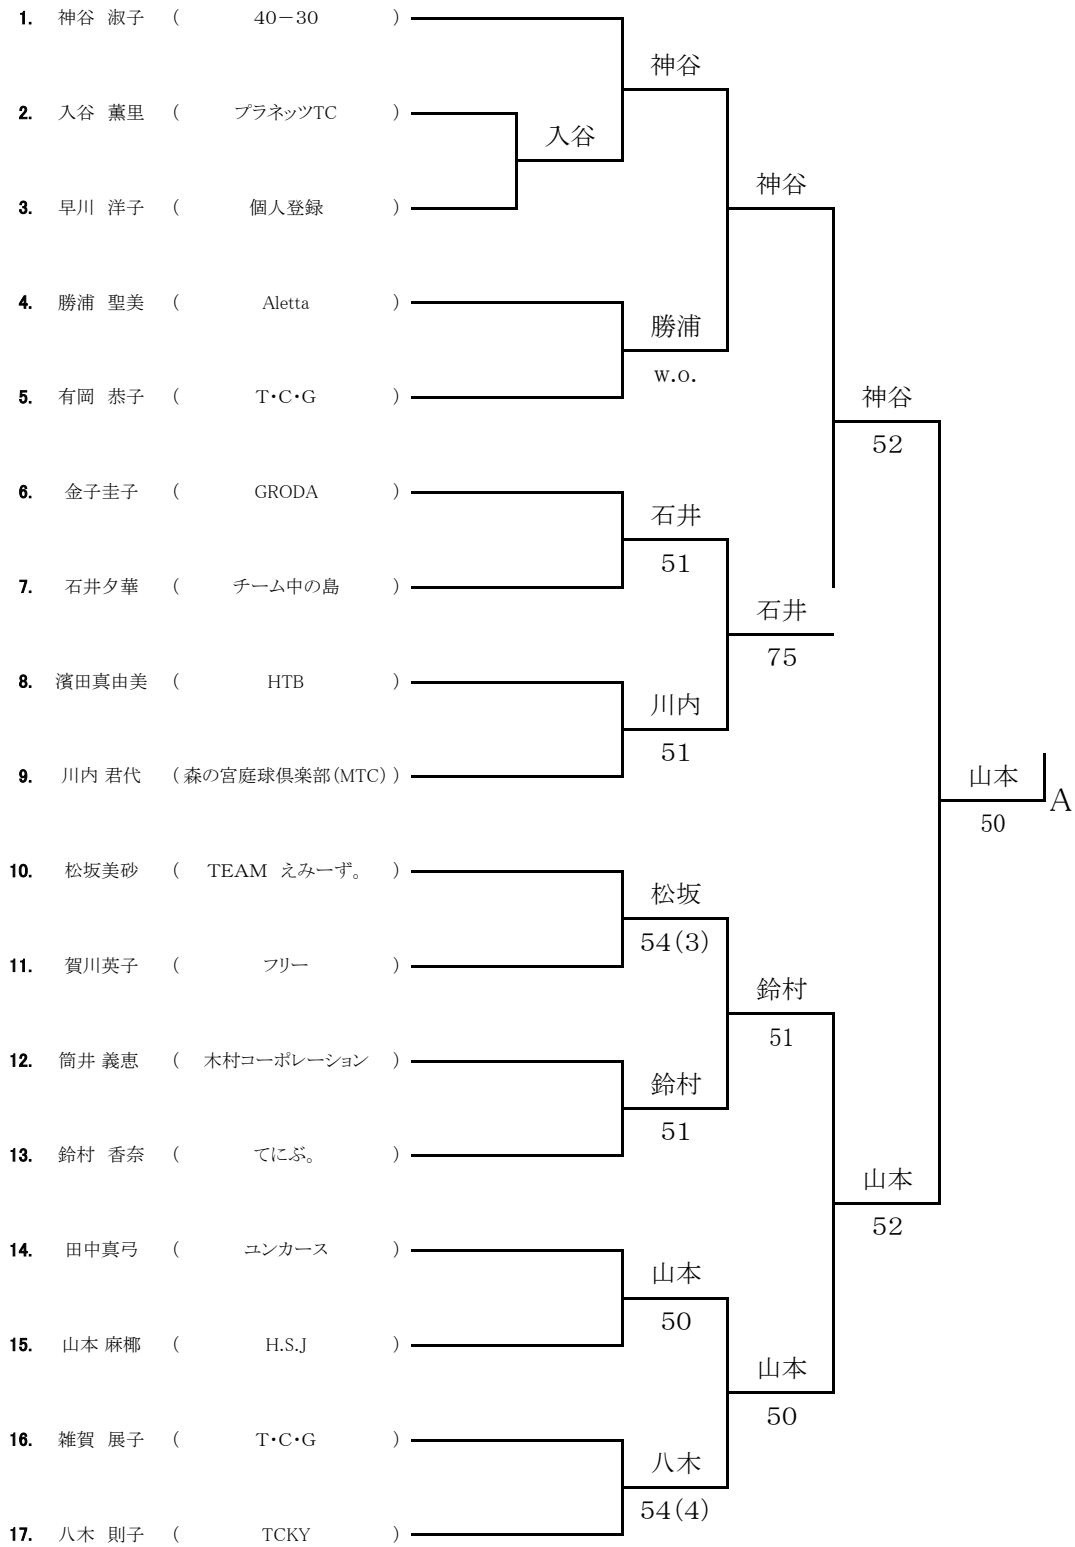 1. 神谷 淑子 ( 40－30 )
神谷
2. 入谷 薫里 ( プラネッツTC )
入谷
神谷
3. 早川 洋子 ( 個人登録 )
4. 勝浦 聖美 ( Aletta )
勝浦
w.o.
5. 有岡 恭子 ( T・C・G )
神谷
52
6. 金子圭子 ( GRODA )
石井
51
7. 石井夕華 ( チーム中の島 )
石井
75
8. 濱田真由美 ( HTB )
川内
51
9. 川内 君代 ( 森の宮庭球倶楽部(MTC) )
山本
A
50
10. 松坂美砂 ( TEAM えみーず。 )
松坂
54(3)
11. 賀川英子 ( フリー )
鈴村
51
12. 筒井 義恵 ( 木村コーポレーション )
鈴村
51
13. 鈴村 香奈 ( てにぶ。 )
山本
52
14. 田中真弓 ( ユンカース )
山本
50
15. 山本 麻椰 ( H.S.J )
山本
50
16. 雑賀 展子 ( T・C・G )
八木
54(4)
17. 八木 則子 ( TCKY )